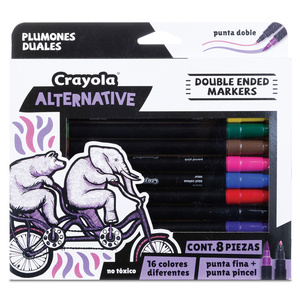 PLUMONES
DUALES
punta doble
Crayola
ALTERNATIVE
DOUBLE ENDED
MARKERS
CONT. 8 PIEZAS
no tóxico
16 colores
diferentes
punta fina +
punta pincel